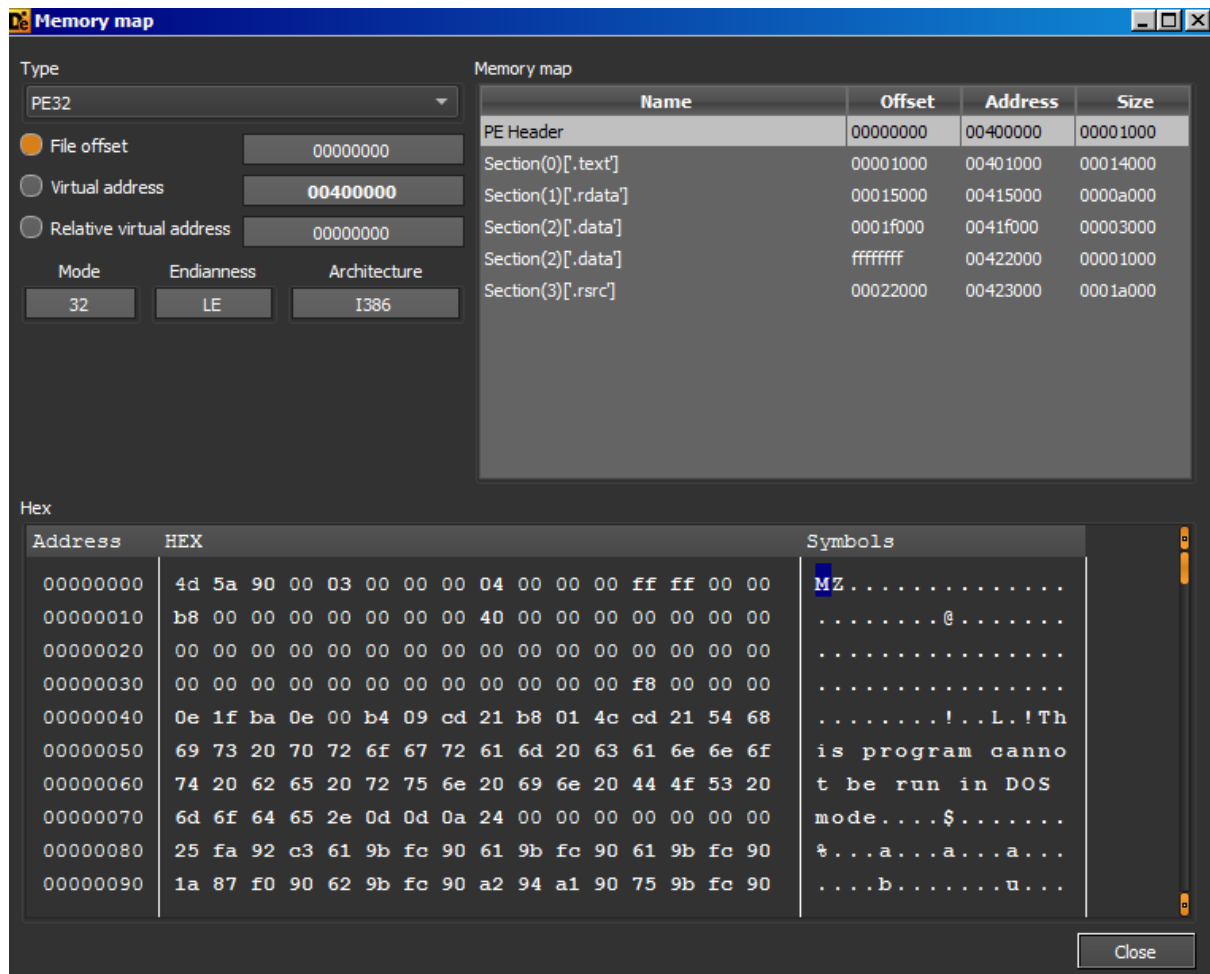 Memory map
Type
PE32
File offset 00000000
Virtual address 00400000
Relative virtual address 00000000
Mode Endianness Architecture
32 LE I386
Memory map
Name Offset Address Size
PE Header 00000000 00400000 00001000
Section(0)['.text'] 00001000 00401000 00014000
Section(1)['.rdata'] 00015000 00415000 0000a000
Section(2)['.data'] 0001f000 0041f000 00003000
Section(2)['.data'] ffffffff 00422000 00001000
Section(3)['.rsrc'] 00022000 00423000 0001a000
Hex
Address HEX Symbols
00000000 4d 5a 90 00 03 00 00 00 04 00 00 00 ff ff 00 00 MZ..............
00000010 b8 00 00 00 00 00 00 00 40 00 00 00 00 00 00 00 ........@.......
00000020 00 00 00 00 00 00 00 00 00 00 00 00 00 00 00 00 ................
00000030 00 00 00 00 00 00 00 00 00 00 00 00 f8 00 00 00 ................
00000040 0e 1f ba 0e 00 b4 09 cd 21 b8 01 4c cd 21 54 68 ........!..L.!Th
00000050 69 73 20 70 72 6f 67 72 61 6d 20 63 61 6e 6e 6f is program canno
00000060 74 20 62 65 20 72 75 6e 20 69 6e 20 44 4f 53 20 t be run in DOS
00000070 6d 6f 64 65 2e 0d 0d 0a 24 00 00 00 00 00 00 00 mode....$.......
00000080 25 fa 92 c3 61 9b fc 90 61 9b fc 90 61 9b fc 90 %...a...a...a...
00000090 1a 87 f0 90 62 9b fc 90 a2 94 a1 90 75 9b fc 90 ....b.......u...
Close